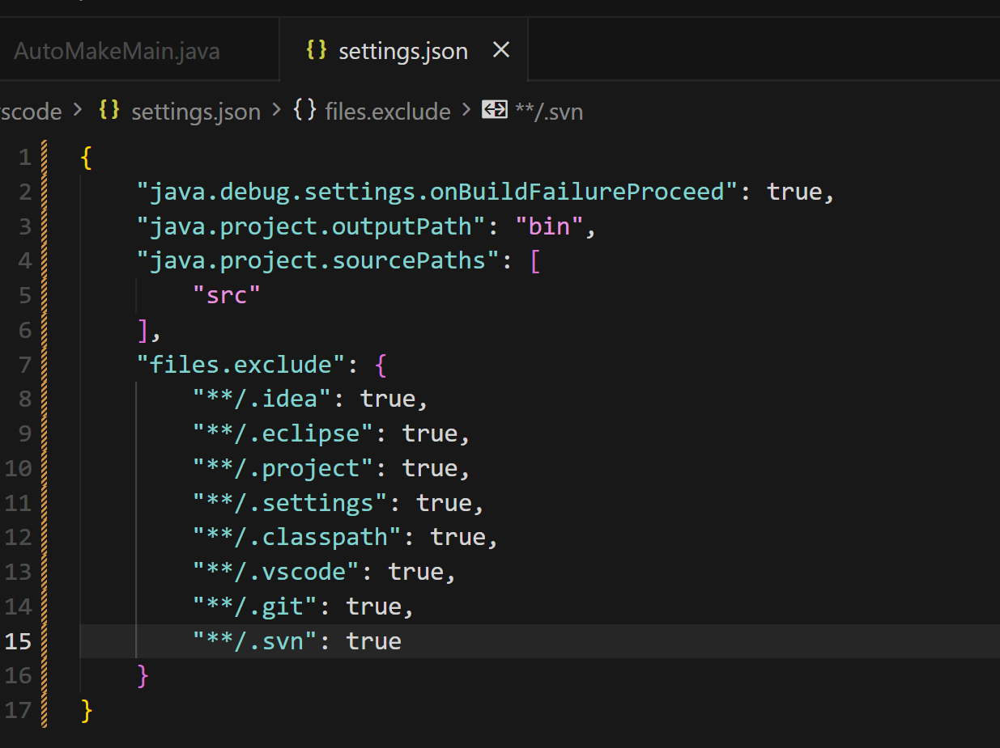 AutoMakeMain.java {} settings.json ×
vscode > {} settings.json > {} files.exclude > **/.svn
1 {
2 "java.debug.settings.onBuildFailureProceed": true,
3 "java.project.outputPath": "bin",
4 "java.project.sourcePaths": [
5 "src"
6 ],
7 "files.exclude": {
8 "**/.idea": true,
9 "**/.eclipse": true,
10 "**/.project": true,
11 "**/.settings": true,
12 "**/.classpath": true,
13 "**/.vscode": true,
14 "**/.git": true,
15 "**/.svn": true
16 }
17 }